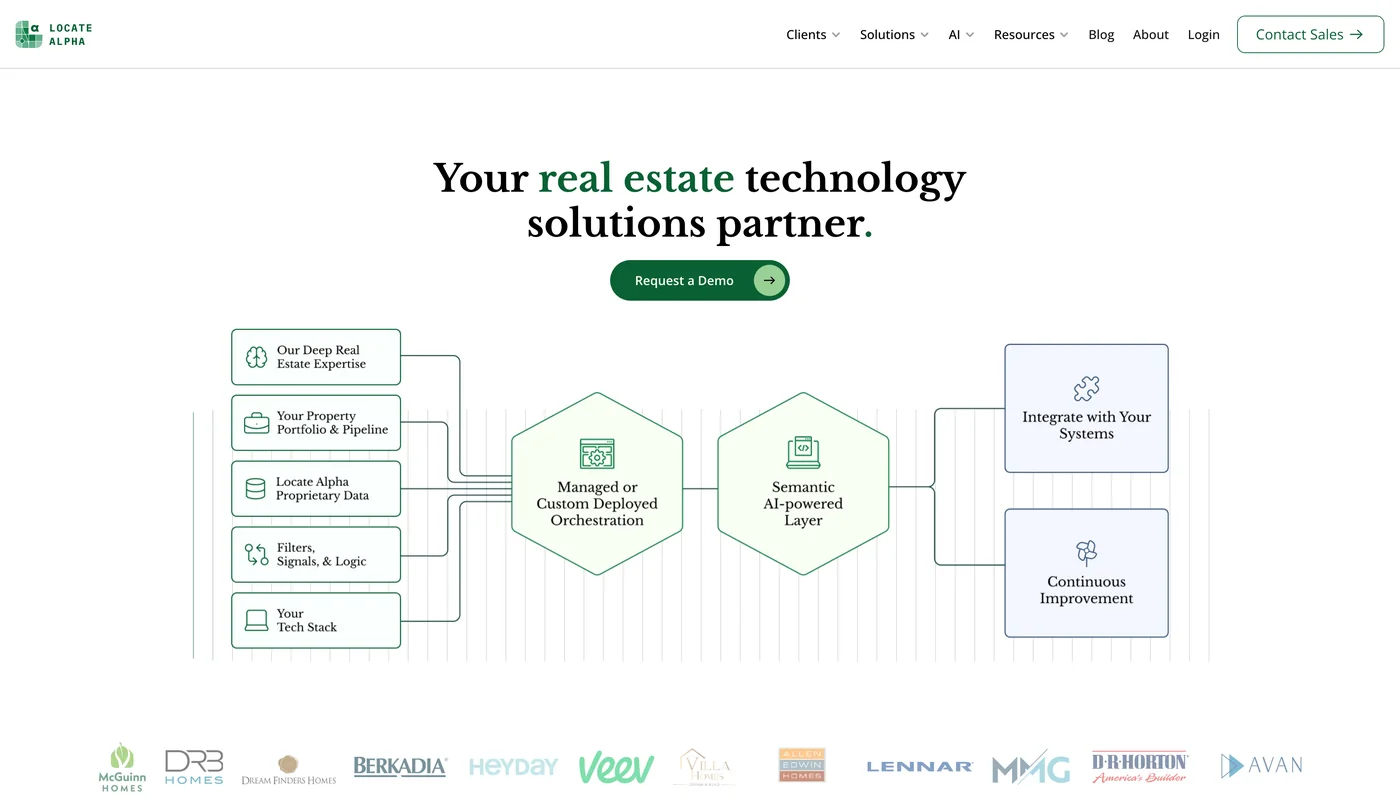 α LOCATE
ALPHA
Clients
Solutions
AI
Resources
Blog
About
Login
Contact Sales
Your real estate technology
solutions partner.
Request a Demo
Our Deep Real
Estate Expertise
Your Property
Portfolio & Pipeline
Locate Alpha
Proprietary Data
Filters,
Signals, & Logic
Your
Tech Stack
Managed or
Custom Deployed
Orchestration
Semantic
AI-powered
Layer
Integrate with Your
Systems
Continuous
Improvement
McGuinn
HOMES
DRB
HOMES
DREAM FINDERS HOMES
BERKADIA
HEYDAY
veev
VILLA
HOMES
ALLEN
EDWIN
HOMES
LENNAR
MMG
D·R·HORTON
America's Builder
AVAN